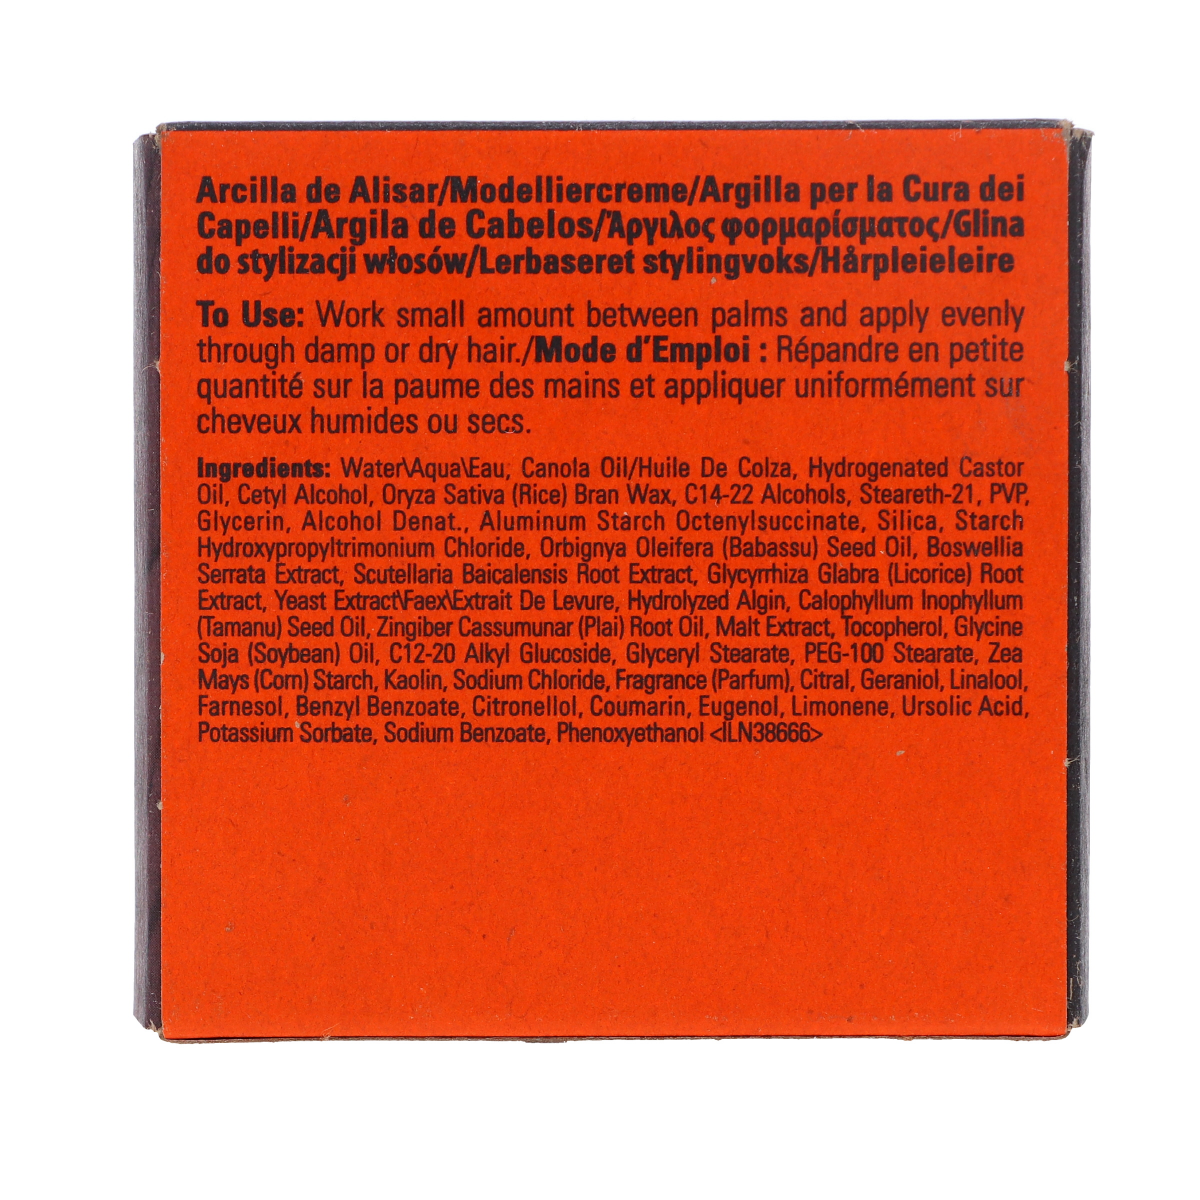 Arcilla de Alisar/Modelliercreme/Argilla per la Cura dei
Capelli/Argila de Cabelos/Άργιλος φορμαρίσματος/Glina
do stylizacji włosów/Lerbaseret stylingvoks/Hårpleieleire
To Use: Work small amount between palms and apply evenly
through damp or dry hair./Mode d'Emploi : Répandre en petite
quantité sur la paume des mains et appliquer uniformément sur
cheveux humides ou secs.
Ingredients: Water\Aqua\Eau, Canola Oil/Huile De Colza, Hydrogenated Castor
Oil, Cetyl Alcohol, Oryza Sativa (Rice) Bran Wax, C14-22 Alcohols, Steareth-21, PVP,
Glycerin, Alcohol Denat., Aluminum Starch Octenylsuccinate, Silica, Starch
Hydroxypropyltrimonium Chloride, Orbignya Oleifera (Babassu) Seed Oil, Boswellia
Serrata Extract, Scutellaria Baicalensis Root Extract, Glycyrrhiza Glabra (Licorice) Root
Extract, Yeast Extract\Faex\Extrait De Levure, Hydrolyzed Algin, Calophyllum Inophyllum
(Tamanu) Seed Oil, Zingiber Cassumunar (Plai) Root Oil, Malt Extract, Tocopherol, Glycine
Soja (Soybean) Oil, C12-20 Alkyl Glucoside, Glyceryl Stearate, PEG-100 Stearate, Zea
Mays (Corn) Starch, Kaolin, Sodium Chloride, Fragrance (Parfum), Citral, Geraniol, Linalool,
Farnesol, Benzyl Benzoate, Citronellol, Coumarin, Eugenol, Limonene, Ursolic Acid,
Potassium Sorbate, Sodium Benzoate, Phenoxyethanol <ILN38666>